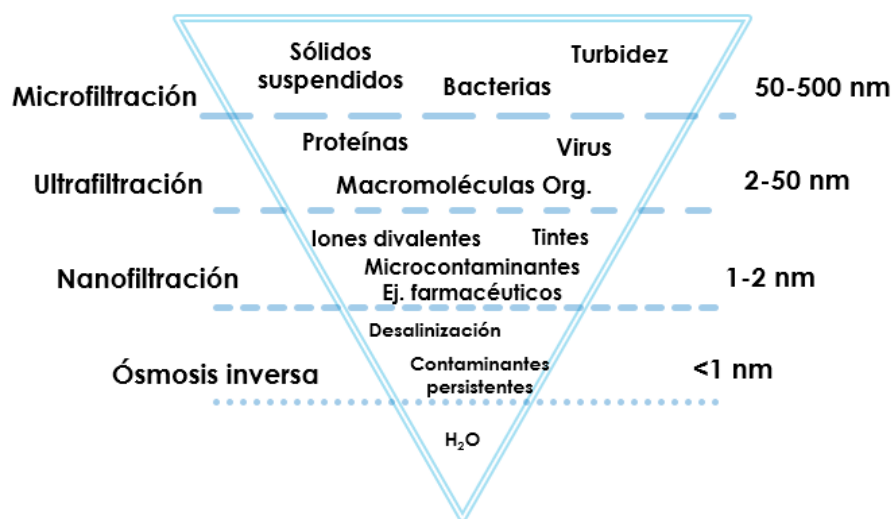 Sólidos
suspendidos
Turbidez
Microfiltración
Bacterias
50-500 nm
Proteínas
Virus
Ultrafiltración
Macromoléculas Org.
2-50 nm
Iones divalentes
Tintes
Nanofiltración
Microcontaminantes
Ej. farmacéuticos
1-2 nm
Desalinización
Ósmosis inversa
Contaminantes
persistentes
<1 nm
H₂O